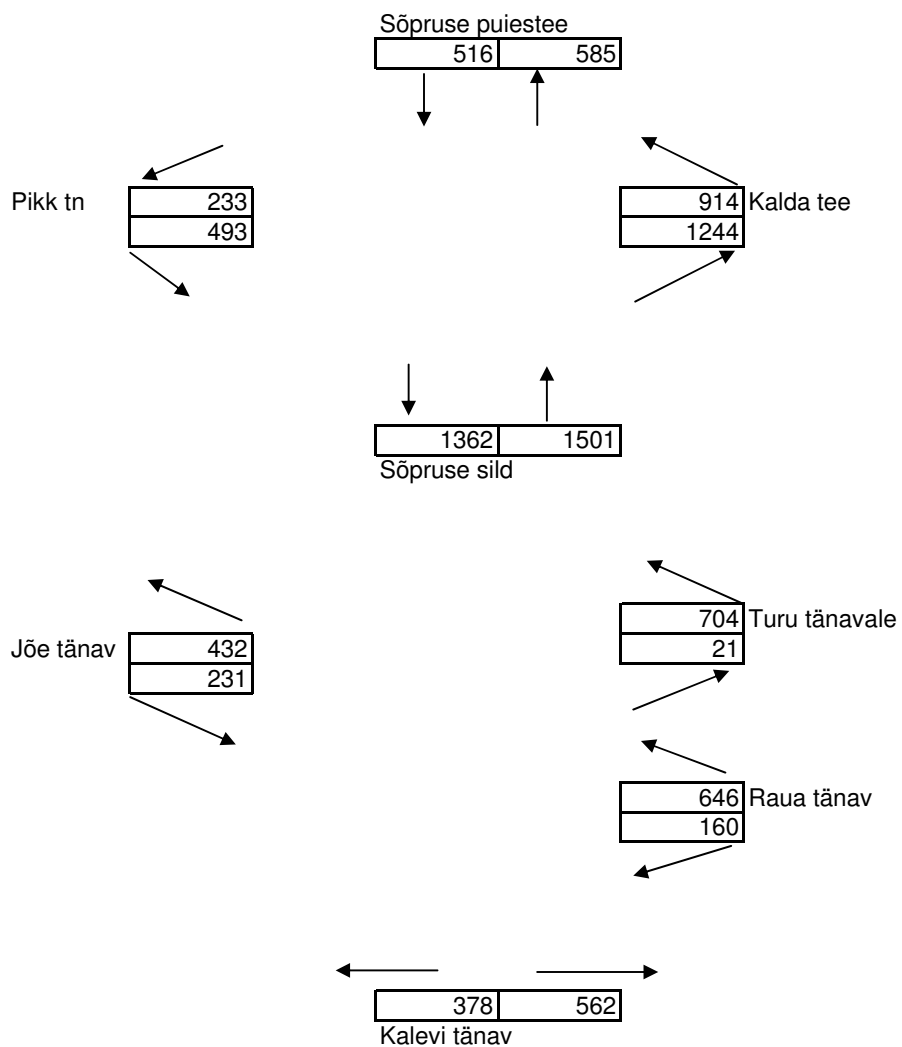 Sõpruse puiestee
516 585
Pikk tn 233 914 Kalda tee
493 1244
1362 1501
Sõpruse sild
704 Turu tänavale
Jõe tänav 432 21
231
646 Raua tänav
160
378 562
Kalevi tänav